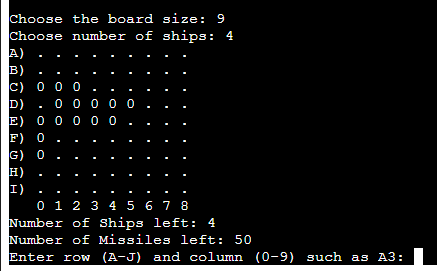 Choose the board size: 9
Choose number of ships: 4
A) . . . . . . . . .
B) . . . . . . . . .
C) 0 0 0 . . . . . .
D) . 0 0 0 0 0 . . .
E) 0 0 0 0 0 . . . .
F) 0 . . . . . . . .
G) 0 . . . . . . . .
H) . . . . . . . . .
I) . . . . . . . . .
0 1 2 3 4 5 6 7 8
Number of Ships left: 4
Number of Missiles left: 50
Enter row (A-J) and column (0-9) such as A3: